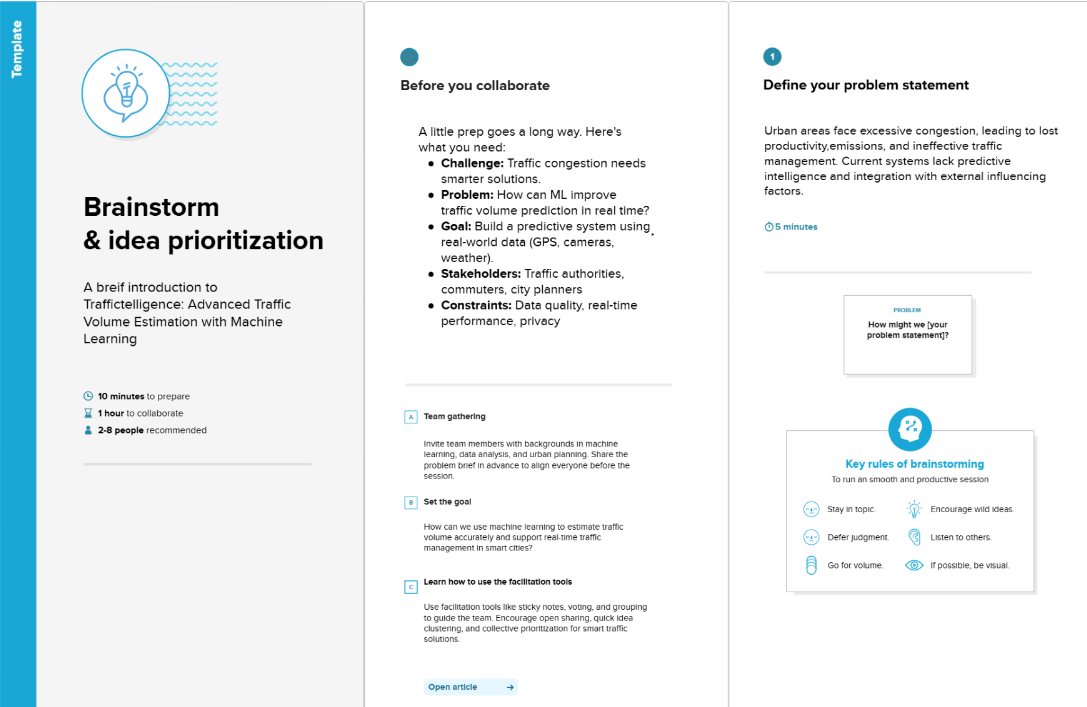 Template
Brainstorm
& idea prioritization
A breif introduction to
Traffictelligence: Advanced Traffic
Volume Estimation with Machine
Learning
10 minutes to prepare
1 hour to collaborate
2-8 people recommended
Before you collaborate
A little prep goes a long way. Here's
what you need:
● Challenge: Traffic congestion needs
smarter solutions.
● Problem: How can ML improve
traffic volume prediction in real time?
● Goal: Build a predictive system using
real-world data (GPS, cameras,
weather).
● Stakeholders: Traffic authorities,
commuters, city planners
● Constraints: Data quality, real-time
performance, privacy
A Team gathering
Invite team members with backgrounds in machine
learning, data analysis, and urban planning. Share the
problem brief in advance to align everyone before the
session.
B Set the goal
How can we use machine learning to estimate traffic
volume accurately and support real-time traffic
management in smart cities?
C Learn how to use the facilitation tools
Use facilitation tools like sticky notes, voting, and grouping
to guide the team. Encourage open sharing, quick idea
clustering, and collective prioritization for smart traffic
solutions.
Open article →
1
Define your problem statement
Urban areas face excessive congestion, leading to lost
productivity,emissions, and ineffective traffic
management. Current systems lack predictive
intelligence and integration with external influencing
factors.
5 minutes
PROBLEM
How might we [your
problem statement]?
Key rules of brainstorming
To run an smooth and productive session
Stay in topic.
Encourage wild ideas.
Defer judgment.
Listen to others.
Go for volume.
If possible, be visual.